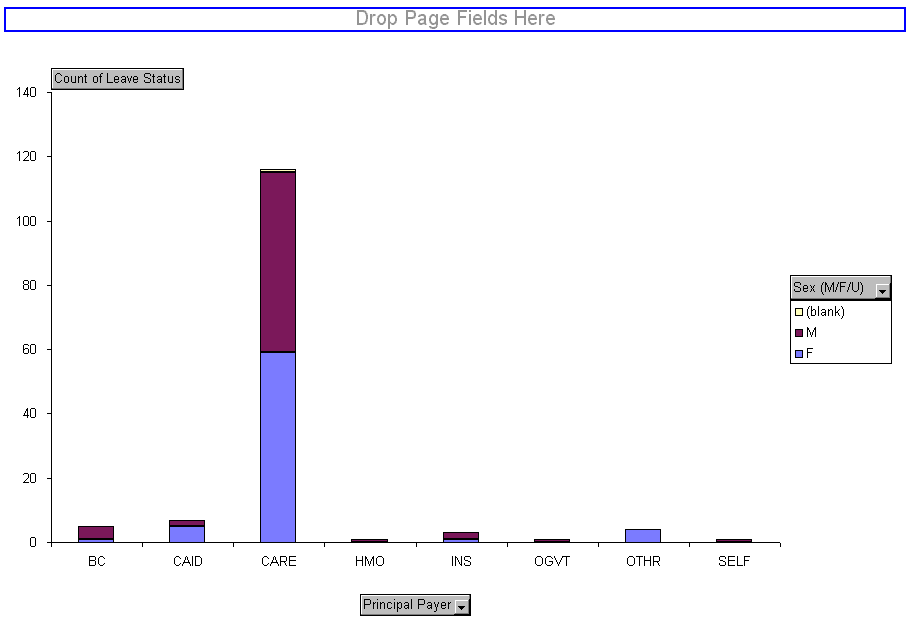 Drop Page Fields Here
Count of Leave Status
140
120
100
80
60
40
20
0
BC CAID CARE HMO INS OGVT OTHR SELF
Principal Payer
Sex (M/F/U)
(blank)
M
F